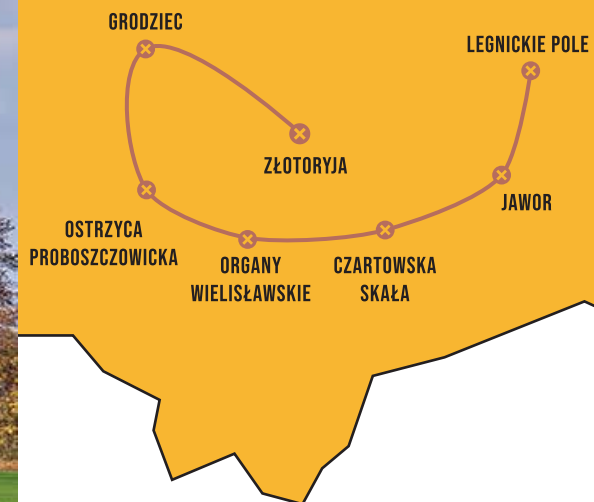 GRODZIEC
LEGNICKIE POLE
ZŁOTORYJA
JAWOR
OSTRZYCA
PROBOSZCZOWICKA
ORGANY
WIELISŁAWSKIE
CZARTOWSKA
SKAŁA